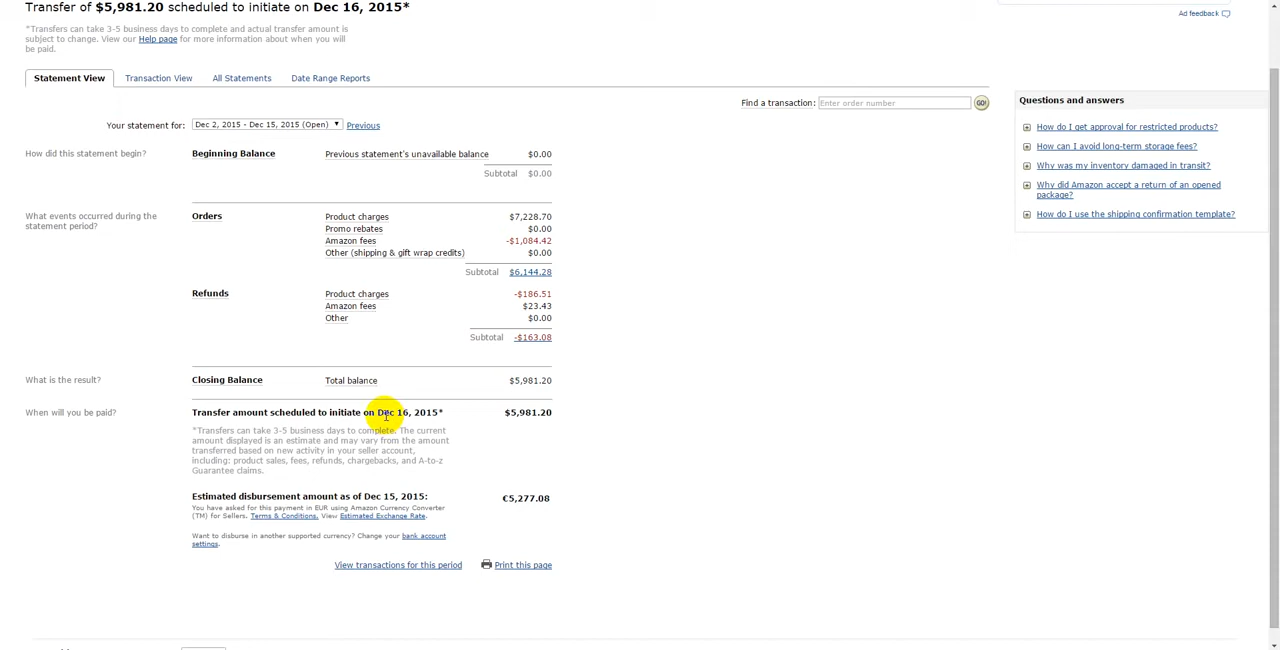 Transfer of $5,981.20 scheduled to initiate on Dec 16, 2015*
Ad feedback
*Transfers can take 3-5 business days to complete and actual transfer amount is
subject to change. View our Help page for more information about when you will
be paid.
Statement View Transaction View All Statements Date Range Reports
Find a transaction: Enter order number GO!
Your statement for: Dec 2, 2015 - Dec 15, 2015 (Open) Previous
How did this statement begin? Beginning Balance Previous statement's unavailable balance $0.00
Subtotal $0.00
What events occurred during the
statement period?
Orders Product charges $7,228.70
Promo rebates $0.00
Amazon fees -$1,084.42
Other (shipping & gift wrap credits) $0.00
Subtotal $6,144.28
Refunds Product charges -$186.51
Amazon fees $23.43
Other $0.00
Subtotal -$163.08
What is the result? Closing Balance Total balance $5,981.20
When will you be paid? Transfer amount scheduled to initiate on Dec 16, 2015* $5,981.20
*Transfers can take 3-5 business days to complete. The current
amount displayed is an estimate and may vary from the amount
transferred based on new activity in your seller account,
including: product sales, fees, refunds, chargebacks, and A-to-z
Guarantee claims.
Estimated disbursement amount as of Dec 15, 2015: €5,277.08
You have asked for this payment in EUR using Amazon Currency Converter
(TM) for Sellers. Terms & Conditions. View Estimated Exchange Rate.
Want to disburse in another supported currency? Change your bank account
settings.
View transactions for this period Print this page
Questions and answers
How do I get approval for restricted products?
How can I avoid long-term storage fees?
Why was my inventory damaged in transit?
Why did Amazon accept a return of an opened
package?
How do I use the shipping confirmation template?